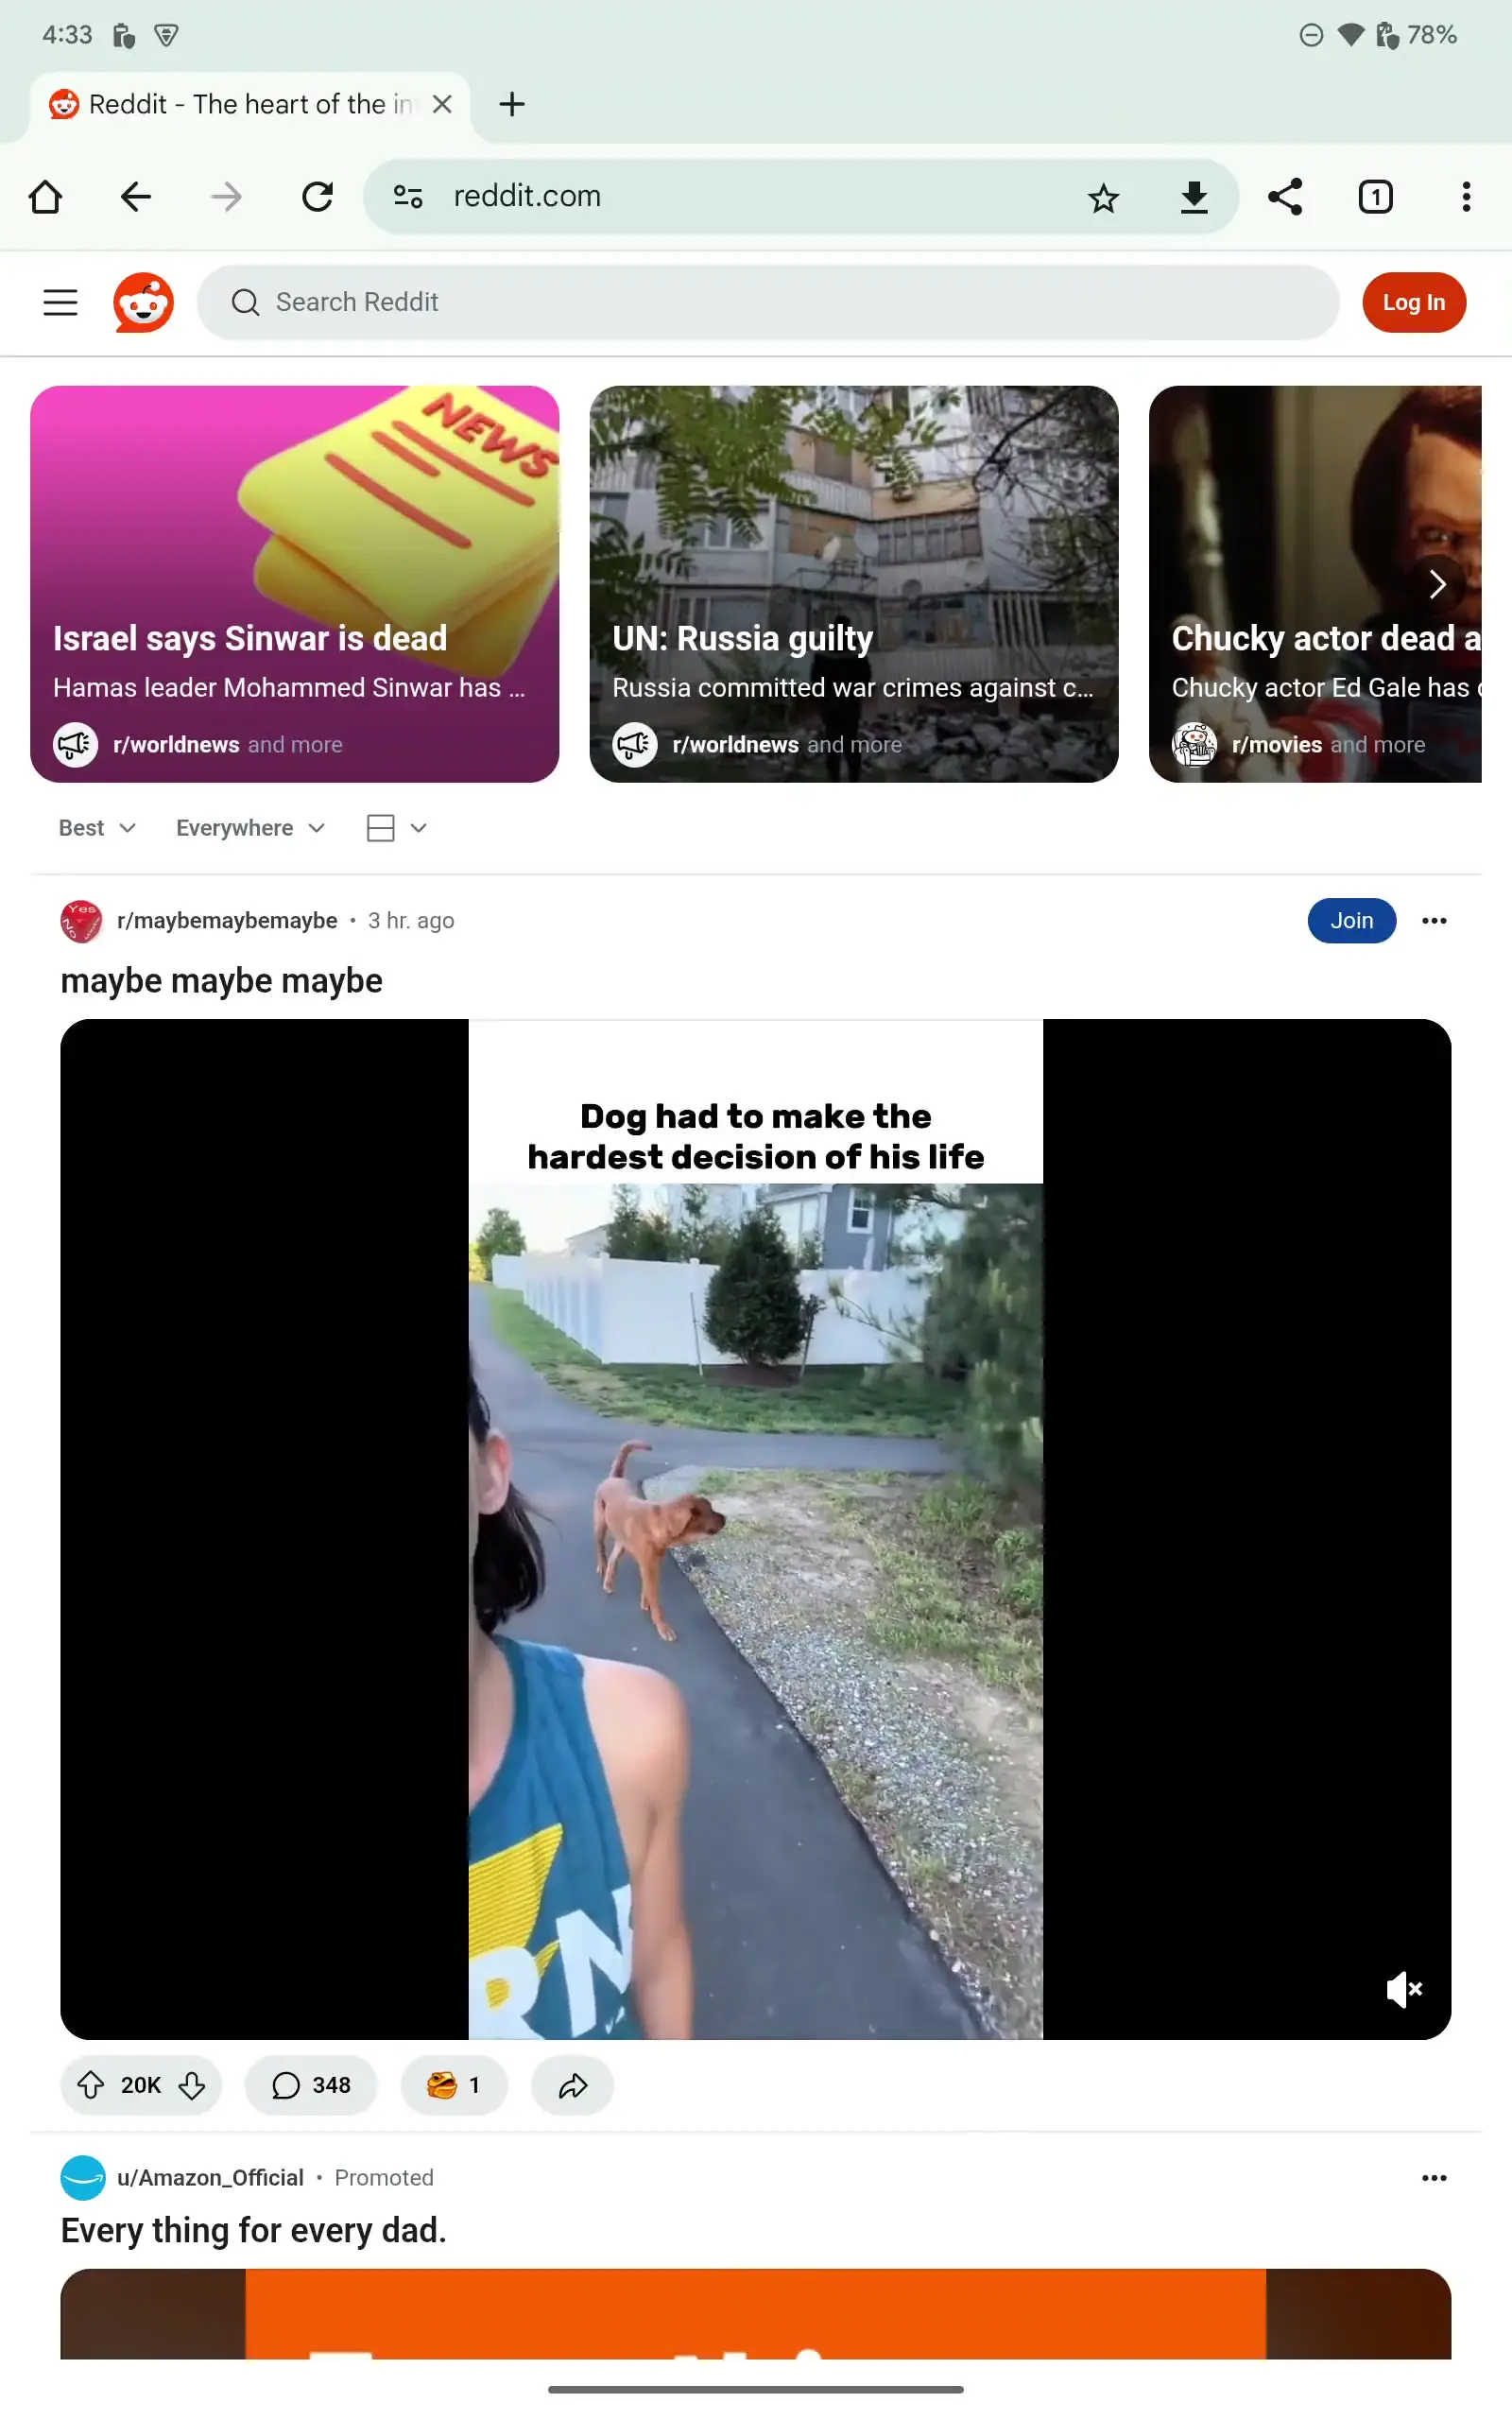 4:33
78%
Reddit - The heart of the in
reddit.com
1
Search Reddit
Log In
NEWS
Israel says Sinwar is dead
Hamas leader Mohammed Sinwar has ...
r/worldnews and more
UN: Russia guilty
Russia committed war crimes against c...
r/worldnews and more
Chucky actor dead a
Chucky actor Ed Gale has
r/movies and more
Best
Everywhere
Yes
NO
r/maybemaybemaybe • 3 hr. ago
Join
maybe maybe maybe
Dog had to make the
hardest decision of his life
RN
20K
348
1
u/Amazon_Official • Promoted
Every thing for every dad.